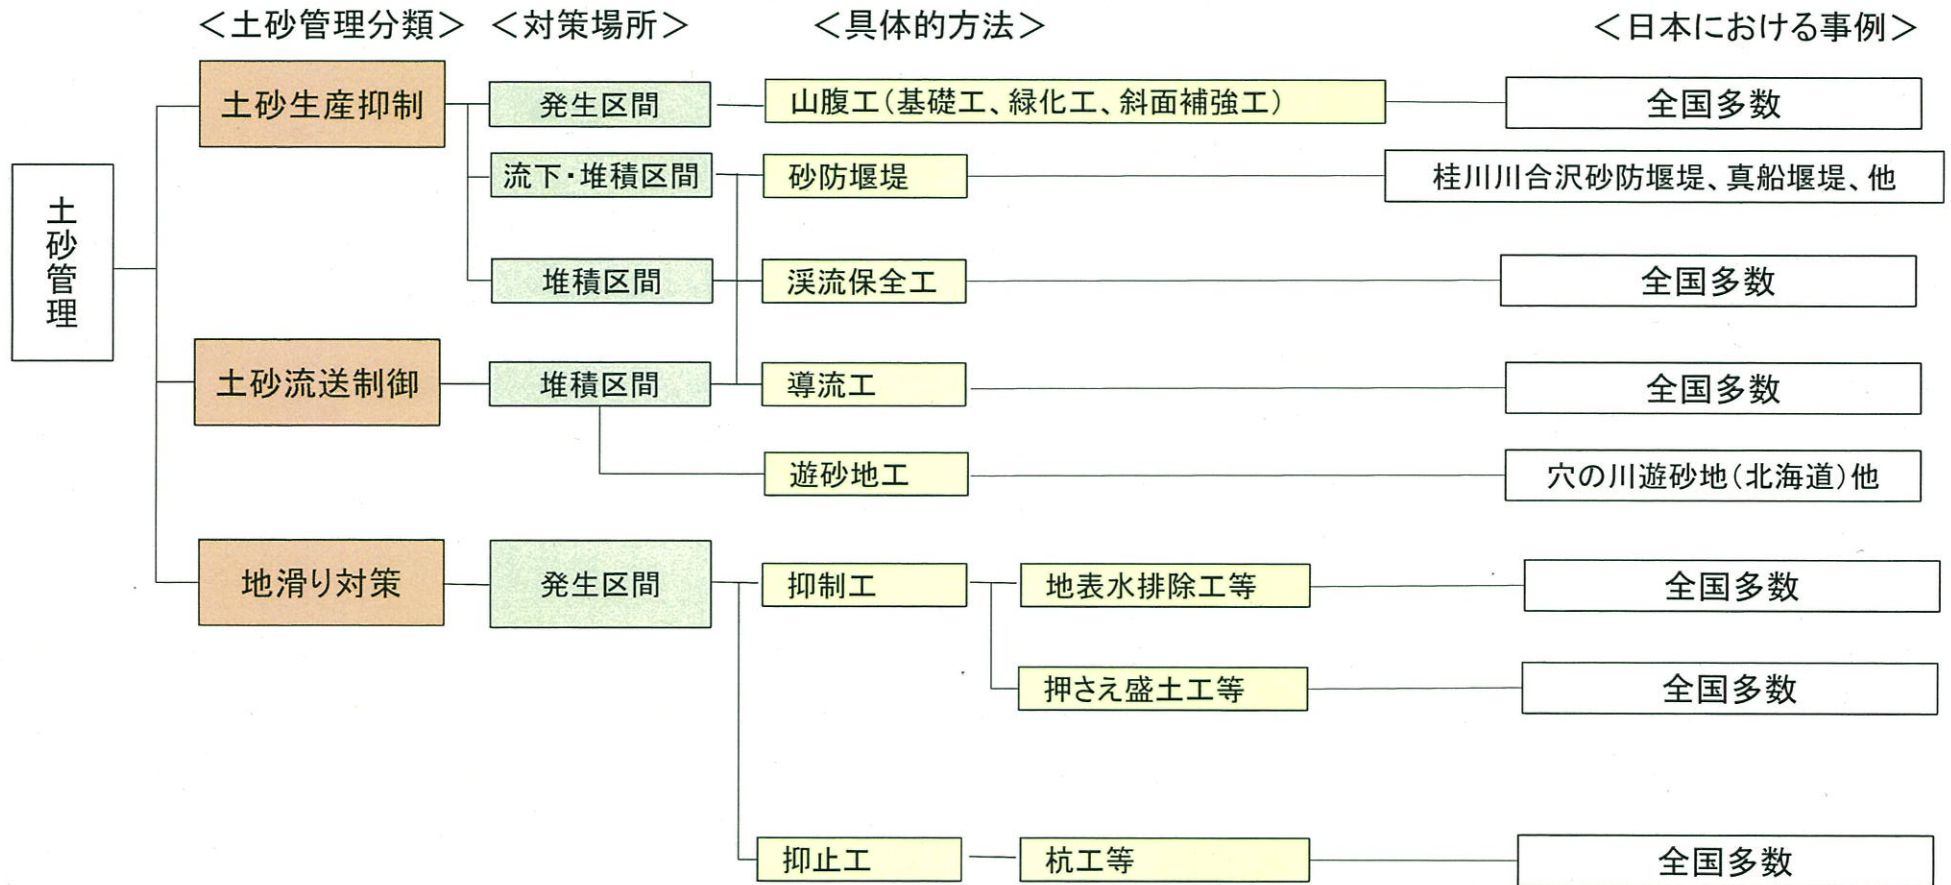 ＜土砂管理分類＞ ＜対策場所＞ ＜具体的方法＞ ＜日本における事例＞
土砂管理
土砂生産抑制 発生区間 山腹工（基礎工、緑化工、斜面補強工） 全国多数
流下・堆積区間 砂防堰堤 桂川川合沢砂防堰堤、真船堰堤、他
堆積区間 渓流保全工 全国多数
土砂流送制御 堆積区間 導流工 全国多数
遊砂地工 穴の川遊砂地（北海道）他
地滑り対策 発生区間 抑制工 地表水排除工等 全国多数
押さえ盛土工等 全国多数
抑止工 杭工等 全国多数